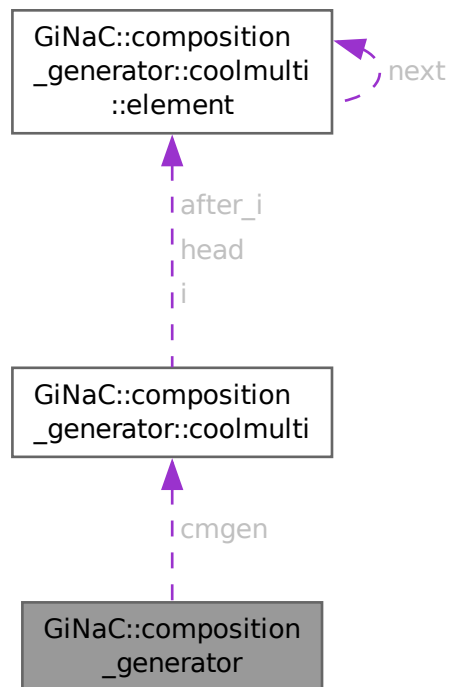 GiNaC::composition
_generator::coolmulti
::element
next
after_i
head
i
GiNaC::composition
_generator::coolmulti
cmgen
GiNaC::composition
_generator